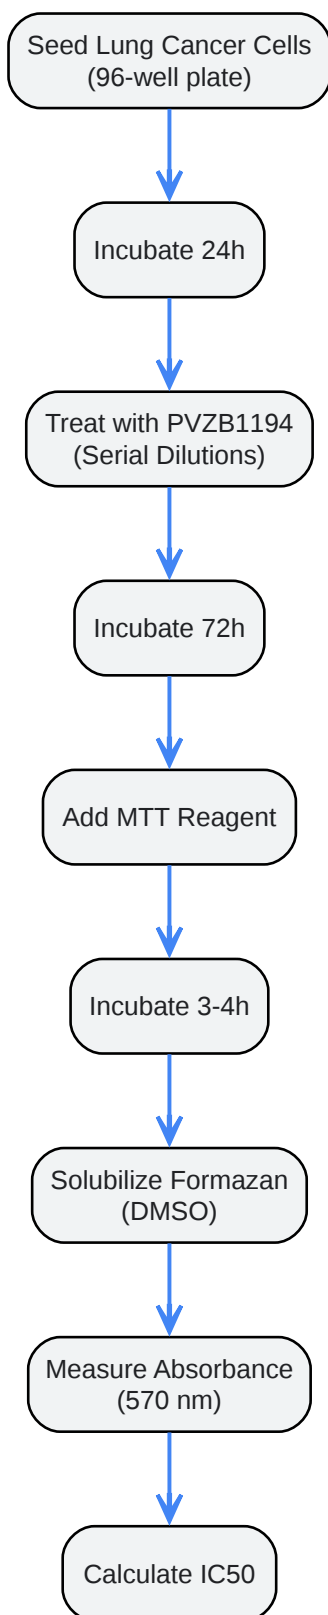 Seed Lung Cancer Cells
(96-well plate)
Incubate 24h
Treat with PVZB1194
(Serial Dilutions)
Incubate 72h
Add MTT Reagent
Incubate 3-4h
Solubilize Formazan
(DMSO)
Measure Absorbance
(570 nm)
Calculate IC50